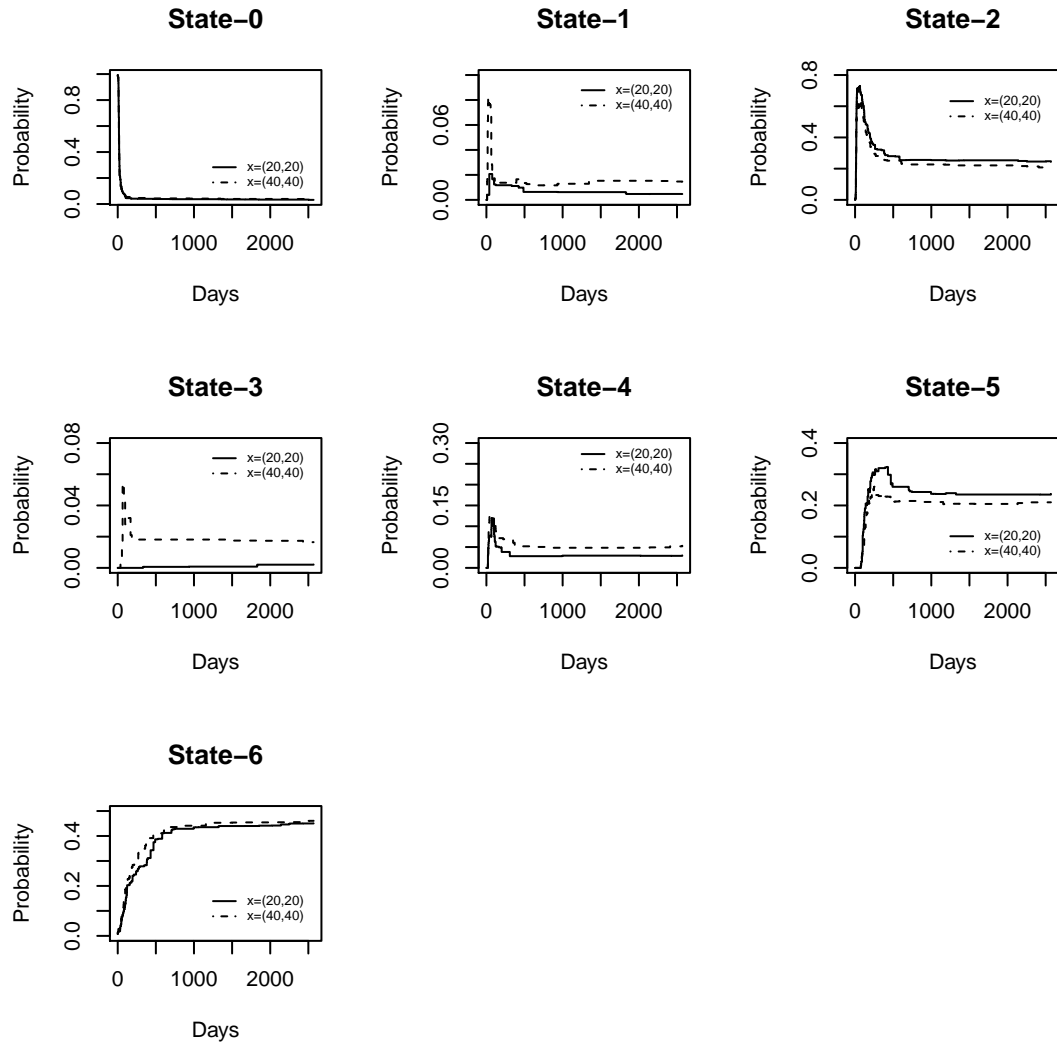 State−0
Probability
0.0 0.4 0.8
x=(20,20)
x=(40,40)
0 1000 2000
Days
State−1
Probability
0.00 0.06
x=(20,20)
x=(40,40)
0 1000 2000
Days
State−2
Probability
0.0 0.4 0.8
x=(20,20)
x=(40,40)
0 1000 2000
Days
State−3
Probability
0.00 0.04 0.08
x=(20,20)
x=(40,40)
0 1000 2000
Days
State−4
Probability
0.00 0.15 0.30
x=(20,20)
x=(40,40)
0 1000 2000
Days
State−5
Probability
0.0 0.2 0.4
x=(20,20)
x=(40,40)
0 1000 2000
Days
State−6
Probability
0.0 0.2 0.4
x=(20,20)
x=(40,40)
0 1000 2000
Days